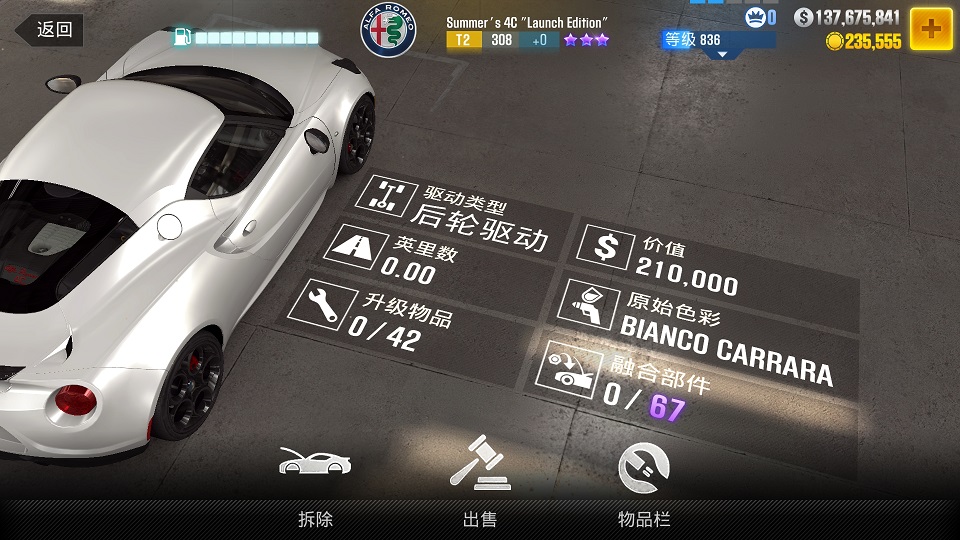 返回
ALFA ROMEO
Summer's 4C "Launch Edition"
T2 308 +0
等级 836
0
137,675,841
235,555
驱动类型
后轮驱动
英里数
0.00
升级物品
0/42
价值
210,000
原始色彩
BIANCO CARRARA
融合部件
0/67
拆除
出售
物品栏